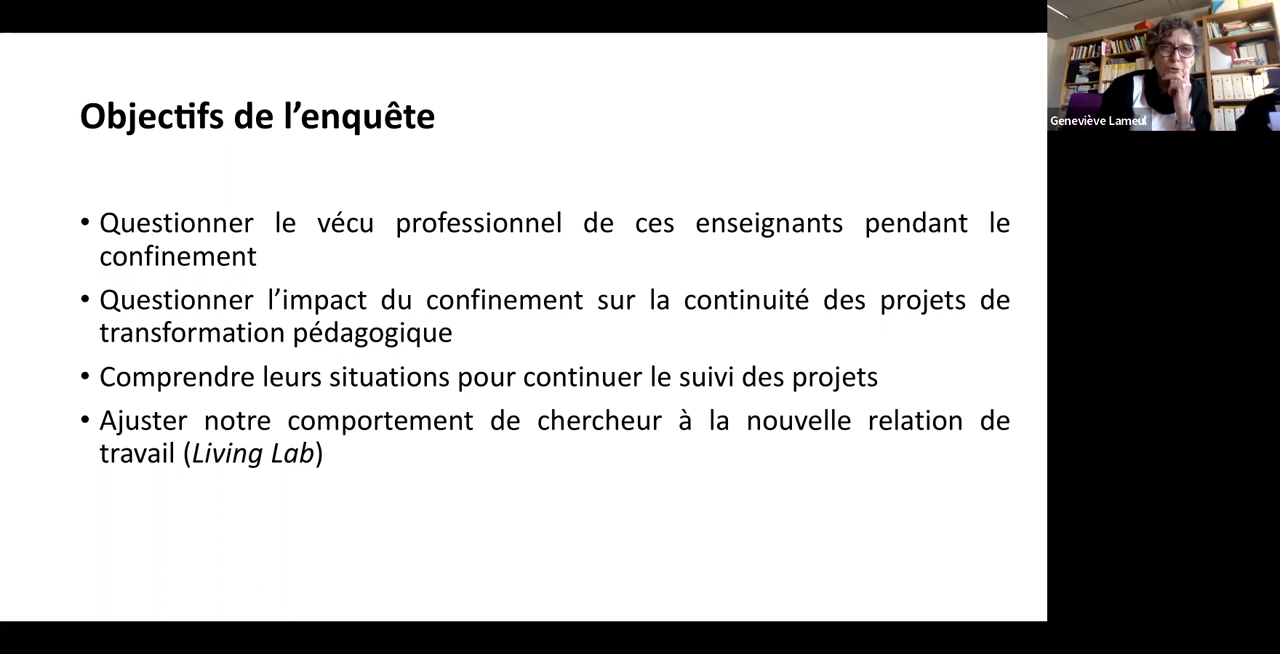 Objectifs de l’enquête
• Questionner le vécu professionnel de ces enseignants pendant le
confinement
• Questionner l’impact du confinement sur la continuité des projets de
transformation pédagogique
• Comprendre leurs situations pour continuer le suivi des projets
• Ajuster notre comportement de chercheur à la nouvelle relation de
travail (Living Lab)
Geneviève Lameul